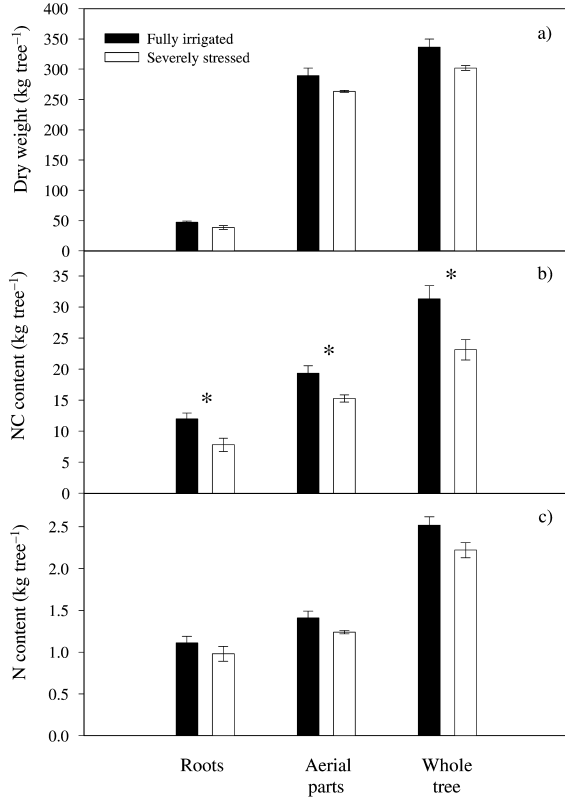 400
350
300
250
200
150
100
50
0
Dry weight (kg tree⁻¹)
Fully irrigated
Severely stressed
a)
35
30
25
20
15
10
5
0
NC content (kg tree⁻¹)
*
*
*
b)
2.5
2.0
1.5
1.0
0.5
0.0
N content (kg tree⁻¹)
c)
Roots
Aerial
parts
Whole
tree